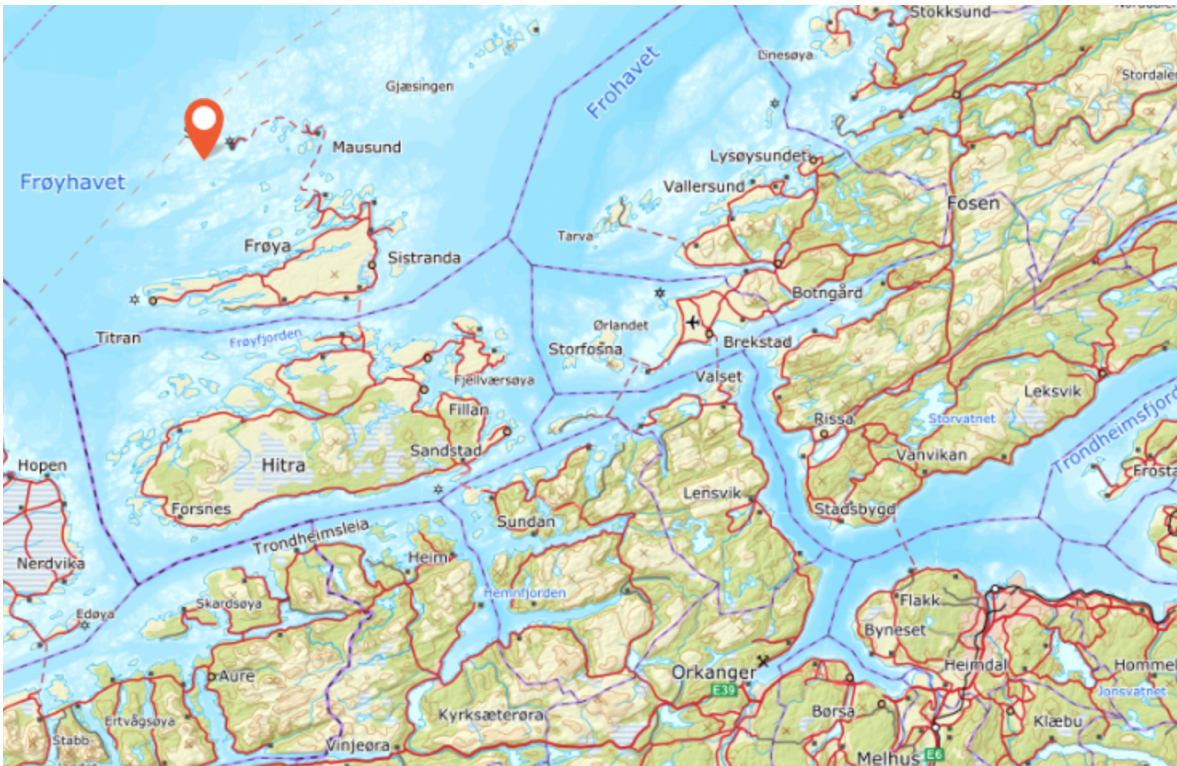 Stokksund
Linesøya
Frohavet
Stordalen
Gjæsingen
Mausund
Lysøysundet
Frøyhavet
Vallersund
Fosen
Tarva
Frøya
Sistranda
Botngård
Ørlandet
Titran
Frøyfjorden
Storfosna
Brekstad
Valset
Fjellværsøya
Leksvik
Fillan
Rissa
Storvatnet
Sandstad
Vanvikan
Trondheimsfjord
Hopen
Hitra
Frosta
Lensvik
Forsnes
Stadsbygd
Sundan
Trondheimsleia
Heim
Nerdvika
Hemnfjorden
Skardsøya
Flakk
Edøya
Byneset
Heimdal
Hommel
Orkanger
Aure
E39
Jonsvatnet
Børsa
Kyrksæterøra
Ertvågsøya
Klæbu
Stabb-
Vinjeøra
Melhus
E6